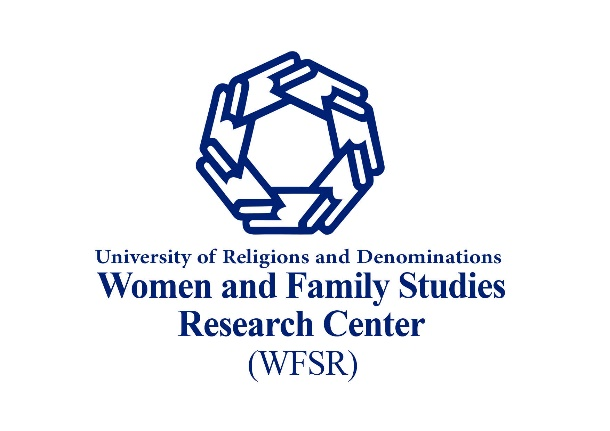 University of Religions and Denominations
Women and Family Studies
Research Center
(WFSR)